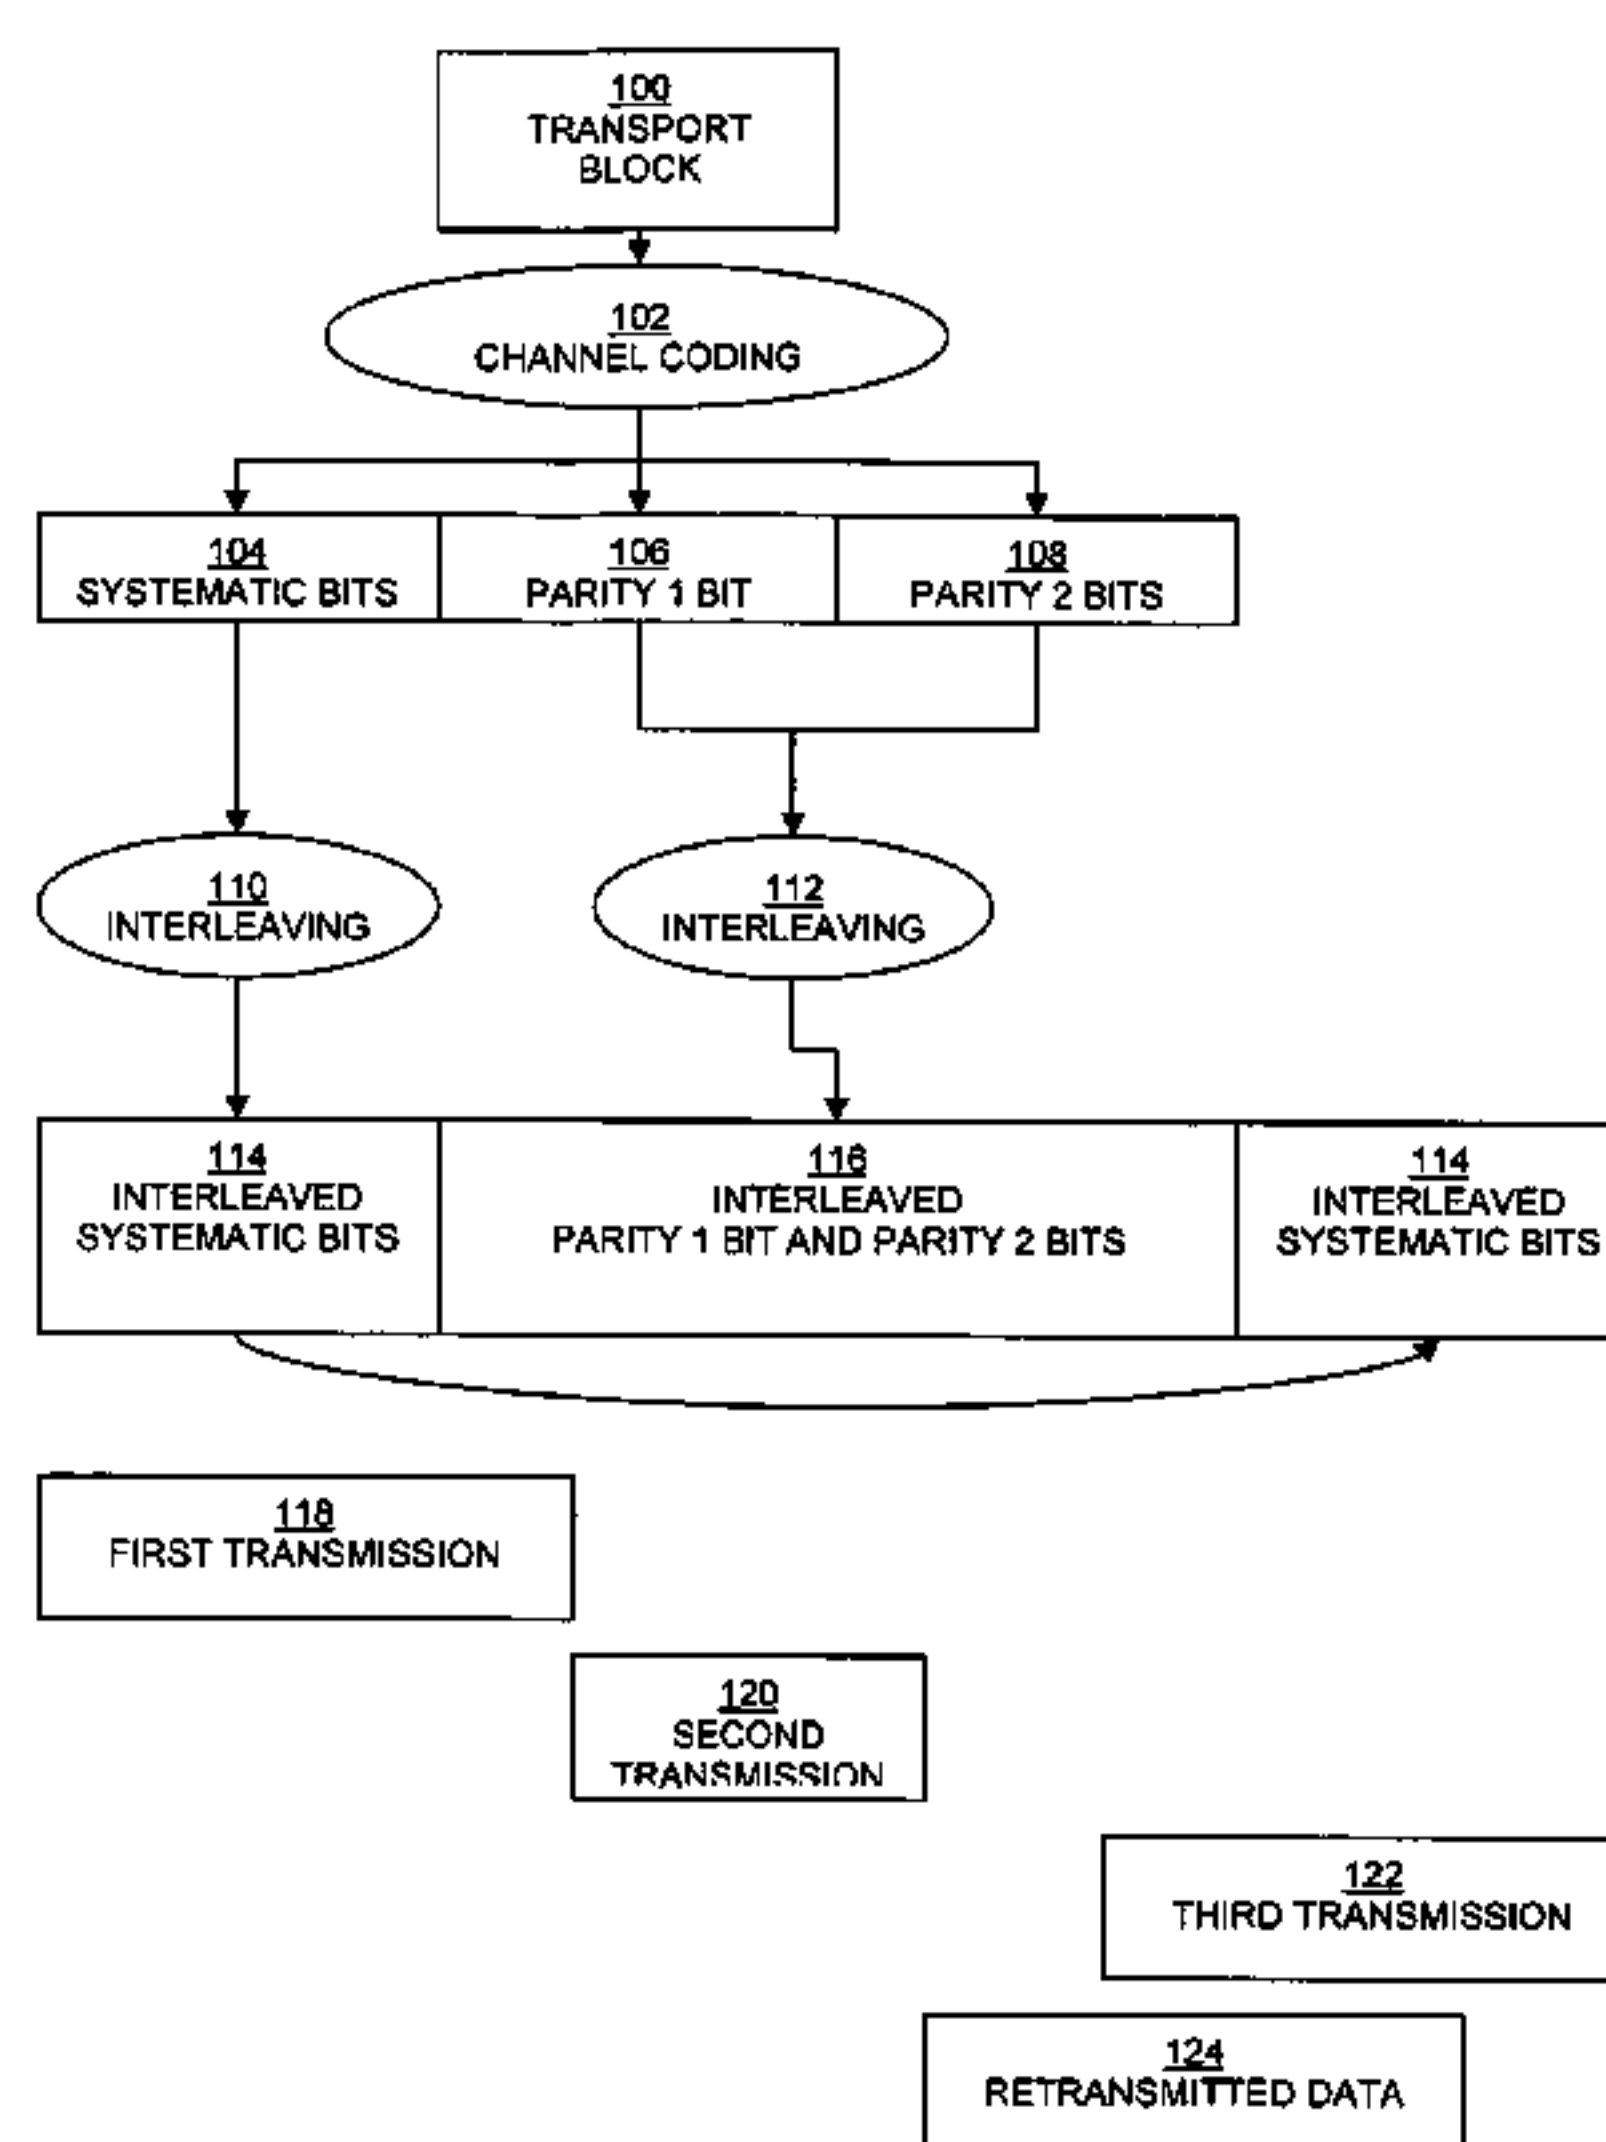 100
TRANSPORT
BLOCK
102
CHANNEL CODING
104
SYSTEMATIC BITS
106
PARITY 1 BIT
108
PARITY 2 BITS
110
INTERLEAVING
112
INTERLEAVING
114
INTERLEAVED
SYSTEMATIC BITS
116
INTERLEAVED
PARITY 1 BIT AND PARITY 2 BITS
114
INTERLEAVED
SYSTEMATIC BITS
118
FIRST TRANSMISSION
120
SECOND
TRANSMISSION
122
THIRD TRANSMISSION
124
RETRANSMITTED DATA